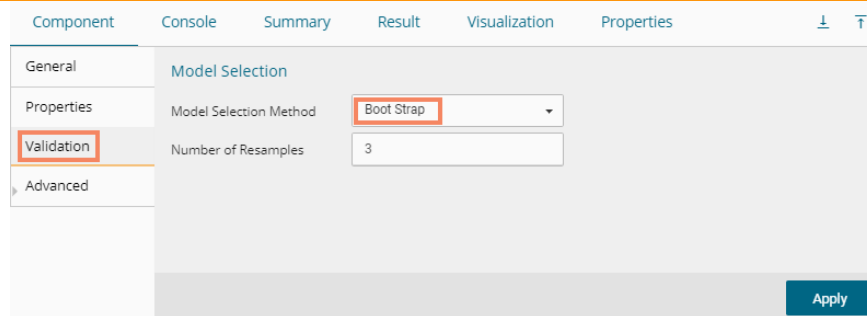 Component Console Summary Result Visualization Properties
General
Properties
Validation
Advanced
Model Selection
Model Selection Method Boot Strap
Number of Resamples 3
Apply